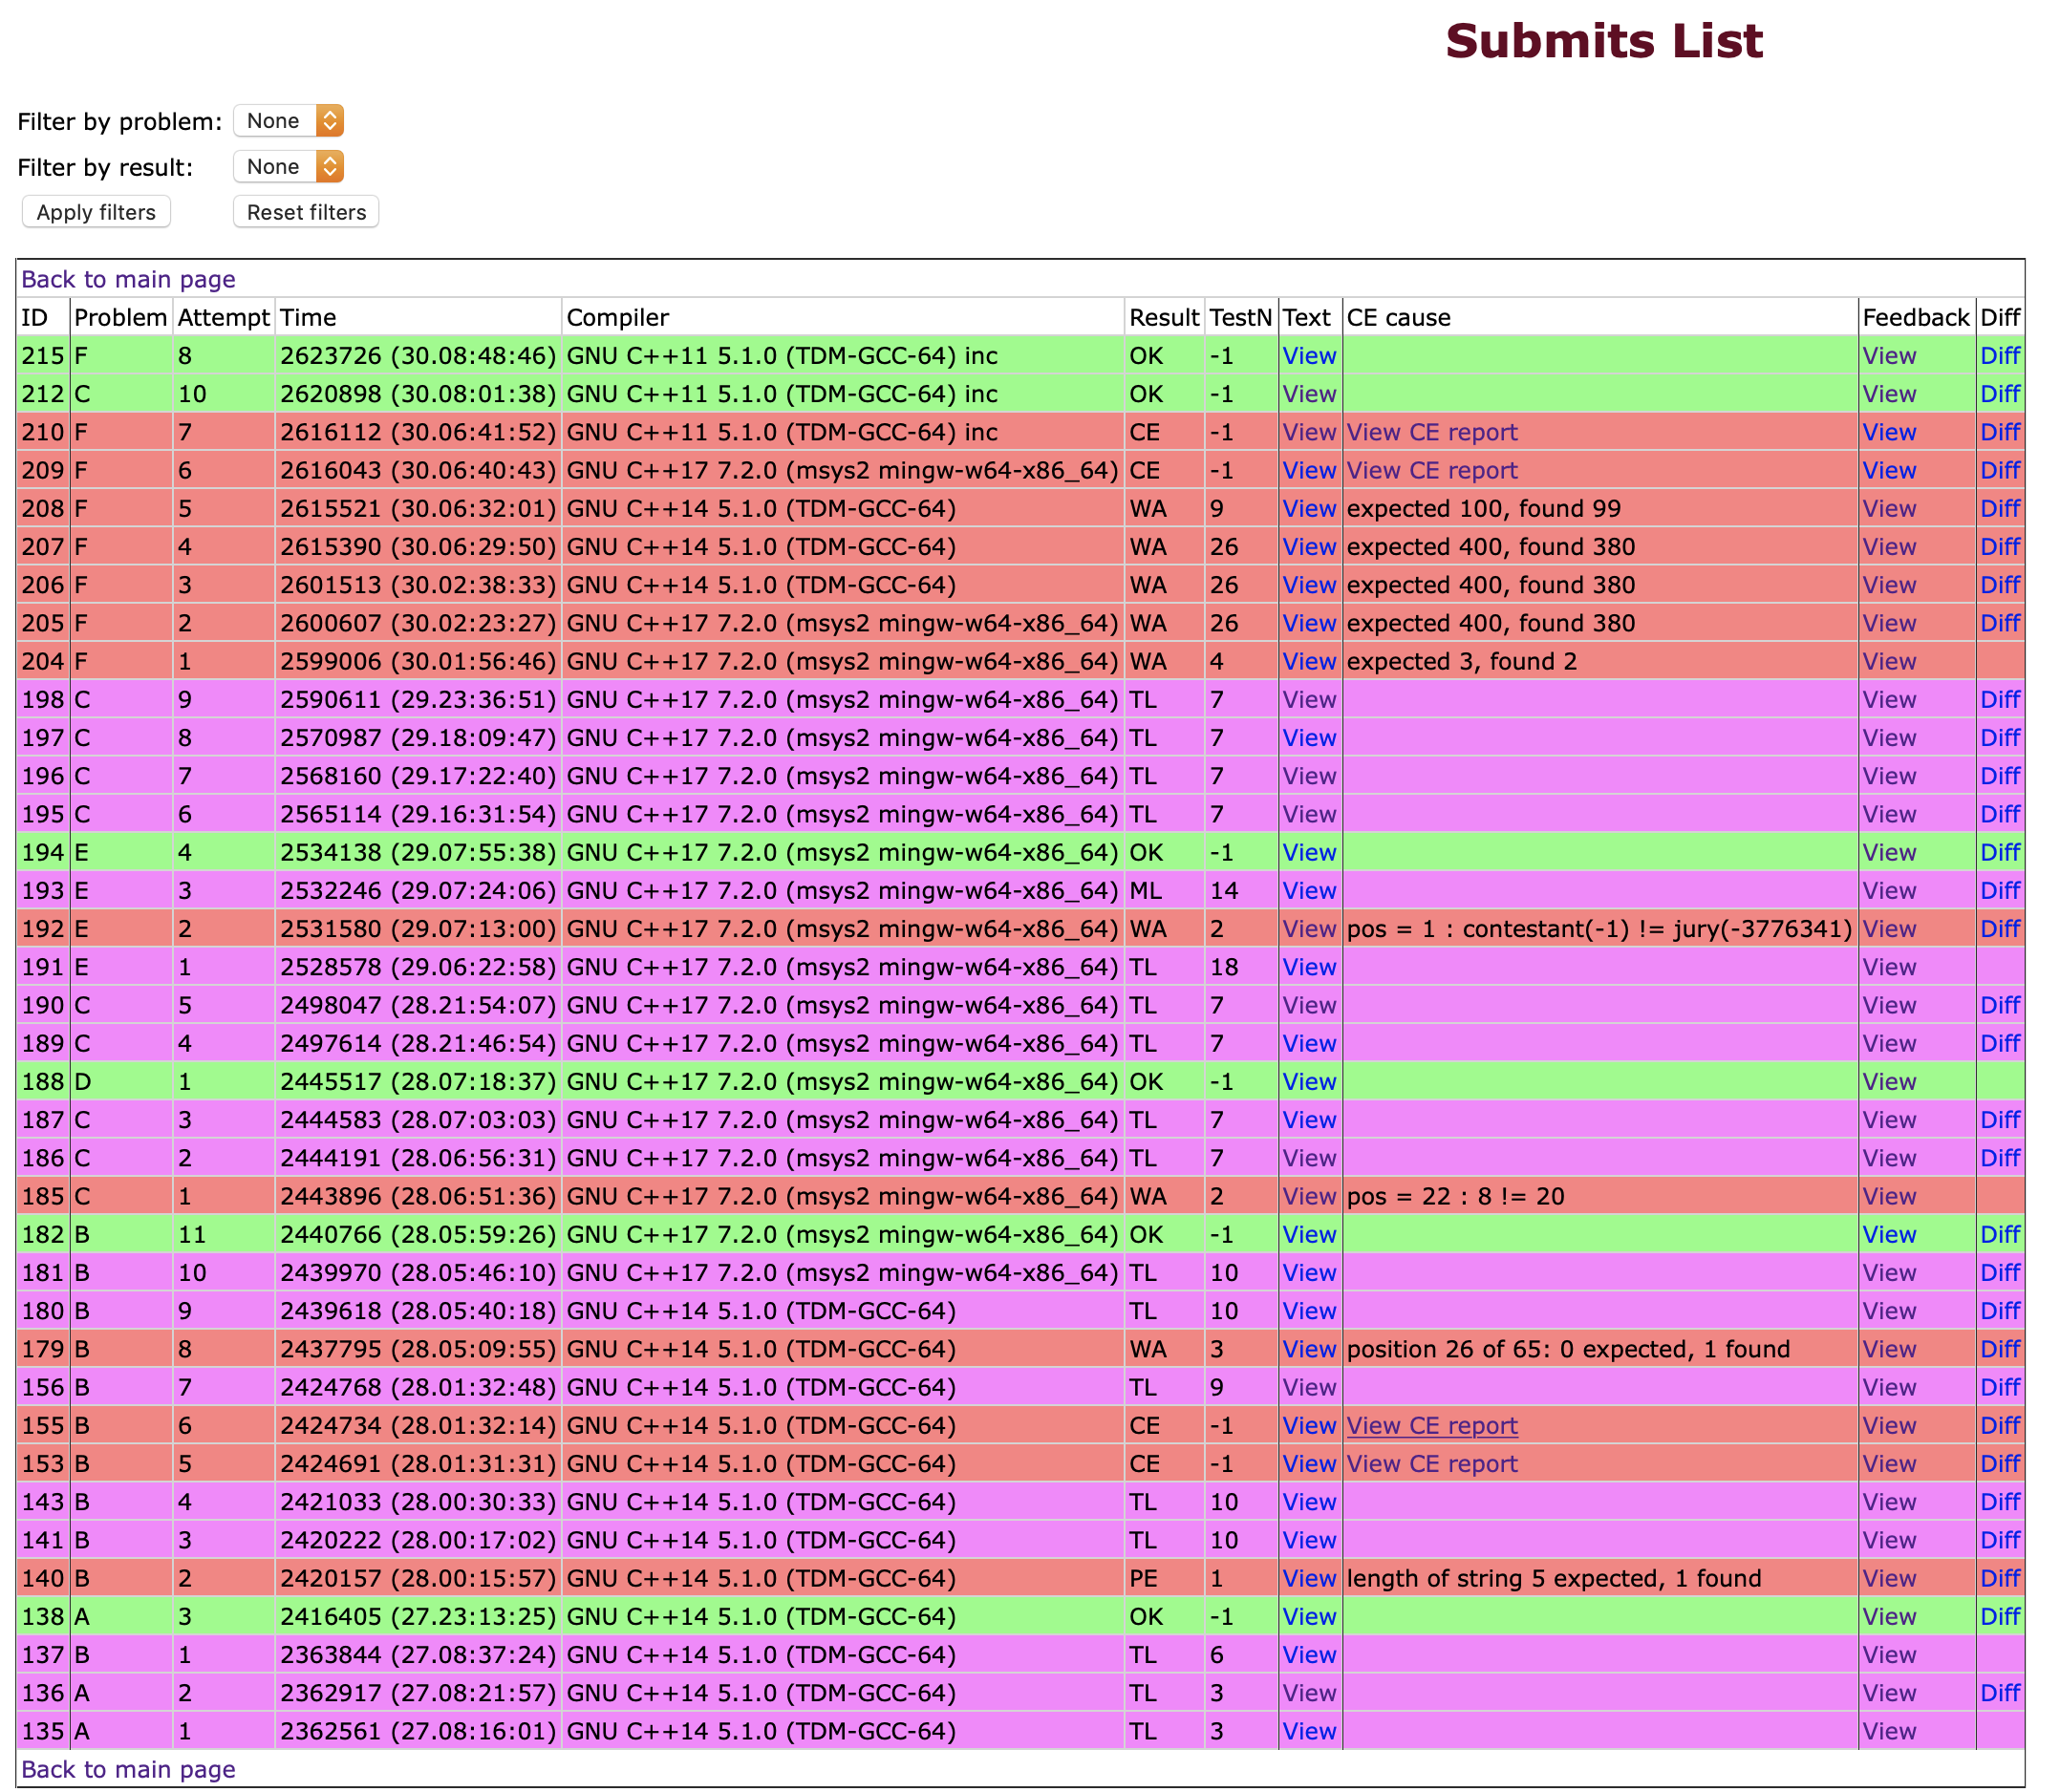 Submits List
Filter by problem: None
Filter by result: None
Apply filters Reset filters
Back to main page
ID Problem Attempt Time Compiler Result TestN Text CE cause Feedback Diff
215 F 8 2623726 (30.08:48:46) GNU C++11 5.1.0 (TDM-GCC-64) inc OK -1 View View Diff
212 C 10 2620898 (30.08:01:38) GNU C++11 5.1.0 (TDM-GCC-64) inc OK -1 View View Diff
210 F 7 2616112 (30.06:41:52) GNU C++11 5.1.0 (TDM-GCC-64) inc CE -1 View View CE report View Diff
209 F 6 2616043 (30.06:40:43) GNU C++17 7.2.0 (msys2 mingw-w64-x86_64) CE -1 View View CE report View Diff
208 F 5 2615521 (30.06:32:01) GNU C++14 5.1.0 (TDM-GCC-64) WA 9 View expected 100, found 99 View Diff
207 F 4 2615390 (30.06:29:50) GNU C++14 5.1.0 (TDM-GCC-64) WA 26 View expected 400, found 380 View Diff
206 F 3 2601513 (30.02:38:33) GNU C++14 5.1.0 (TDM-GCC-64) WA 26 View expected 400, found 380 View Diff
205 F 2 2600607 (30.02:23:27) GNU C++17 7.2.0 (msys2 mingw-w64-x86_64) WA 26 View expected 400, found 380 View Diff
204 F 1 2599006 (30.01:56:46) GNU C++17 7.2.0 (msys2 mingw-w64-x86_64) WA 4 View expected 3, found 2 View
198 C 9 2590611 (29.23:36:51) GNU C++17 7.2.0 (msys2 mingw-w64-x86_64) TL 7 View View Diff
197 C 8 2570987 (29.18:09:47) GNU C++17 7.2.0 (msys2 mingw-w64-x86_64) TL 7 View View Diff
196 C 7 2568160 (29.17:22:40) GNU C++17 7.2.0 (msys2 mingw-w64-x86_64) TL 7 View View Diff
195 C 6 2565114 (29.16:31:54) GNU C++17 7.2.0 (msys2 mingw-w64-x86_64) TL 7 View View Diff
194 E 4 2534138 (29.07:55:38) GNU C++17 7.2.0 (msys2 mingw-w64-x86_64) OK -1 View View Diff
193 E 3 2532246 (29.07:24:06) GNU C++17 7.2.0 (msys2 mingw-w64-x86_64) ML 14 View View Diff
192 E 2 2531580 (29.07:13:00) GNU C++17 7.2.0 (msys2 mingw-w64-x86_64) WA 2 View pos = 1 : contestant(-1) != jury(-3776341) View Diff
191 E 1 2528578 (29.06:22:58) GNU C++17 7.2.0 (msys2 mingw-w64-x86_64) TL 18 View View
190 C 5 2498047 (28.21:54:07) GNU C++17 7.2.0 (msys2 mingw-w64-x86_64) TL 7 View View Diff
189 C 4 2497614 (28.21:46:54) GNU C++17 7.2.0 (msys2 mingw-w64-x86_64) TL 7 View View Diff
188 D 1 2445517 (28.07:18:37) GNU C++17 7.2.0 (msys2 mingw-w64-x86_64) OK -1 View View
187 C 3 2444583 (28.07:03:03) GNU C++17 7.2.0 (msys2 mingw-w64-x86_64) TL 7 View View Diff
186 C 2 2444191 (28.06:56:31) GNU C++17 7.2.0 (msys2 mingw-w64-x86_64) TL 7 View View Diff
185 C 1 2443896 (28.06:51:36) GNU C++17 7.2.0 (msys2 mingw-w64-x86_64) WA 2 View pos = 22 : 8 != 20 View
182 B 11 2440766 (28.05:59:26) GNU C++17 7.2.0 (msys2 mingw-w64-x86_64) OK -1 View View Diff
181 B 10 2439970 (28.05:46:10) GNU C++17 7.2.0 (msys2 mingw-w64-x86_64) TL 10 View View Diff
180 B 9 2439618 (28.05:40:18) GNU C++14 5.1.0 (TDM-GCC-64) TL 10 View View Diff
179 B 8 2437795 (28.05:09:55) GNU C++14 5.1.0 (TDM-GCC-64) WA 3 View position 26 of 65: 0 expected, 1 found View Diff
156 B 7 2424768 (28.01:32:48) GNU C++14 5.1.0 (TDM-GCC-64) TL 9 View View Diff
155 B 6 2424734 (28.01:32:14) GNU C++14 5.1.0 (TDM-GCC-64) CE -1 View View CE report View Diff
153 B 5 2424691 (28.01:31:31) GNU C++14 5.1.0 (TDM-GCC-64) CE -1 View View CE report View Diff
143 B 4 2421033 (28.00:30:33) GNU C++14 5.1.0 (TDM-GCC-64) TL 10 View View Diff
141 B 3 2420222 (28.00:17:02) GNU C++14 5.1.0 (TDM-GCC-64) TL 10 View View Diff
140 B 2 2420157 (28.00:15:57) GNU C++14 5.1.0 (TDM-GCC-64) PE 1 View length of string 5 expected, 1 found View Diff
138 A 3 2416405 (27.23:13:25) GNU C++14 5.1.0 (TDM-GCC-64) OK -1 View View Diff
137 B 1 2363844 (27.08:37:24) GNU C++14 5.1.0 (TDM-GCC-64) TL 6 View View
136 A 2 2362917 (27.08:21:57) GNU C++14 5.1.0 (TDM-GCC-64) TL 3 View View Diff
135 A 1 2362561 (27.08:16:01) GNU C++14 5.1.0 (TDM-GCC-64) TL 3 View View
Back to main page